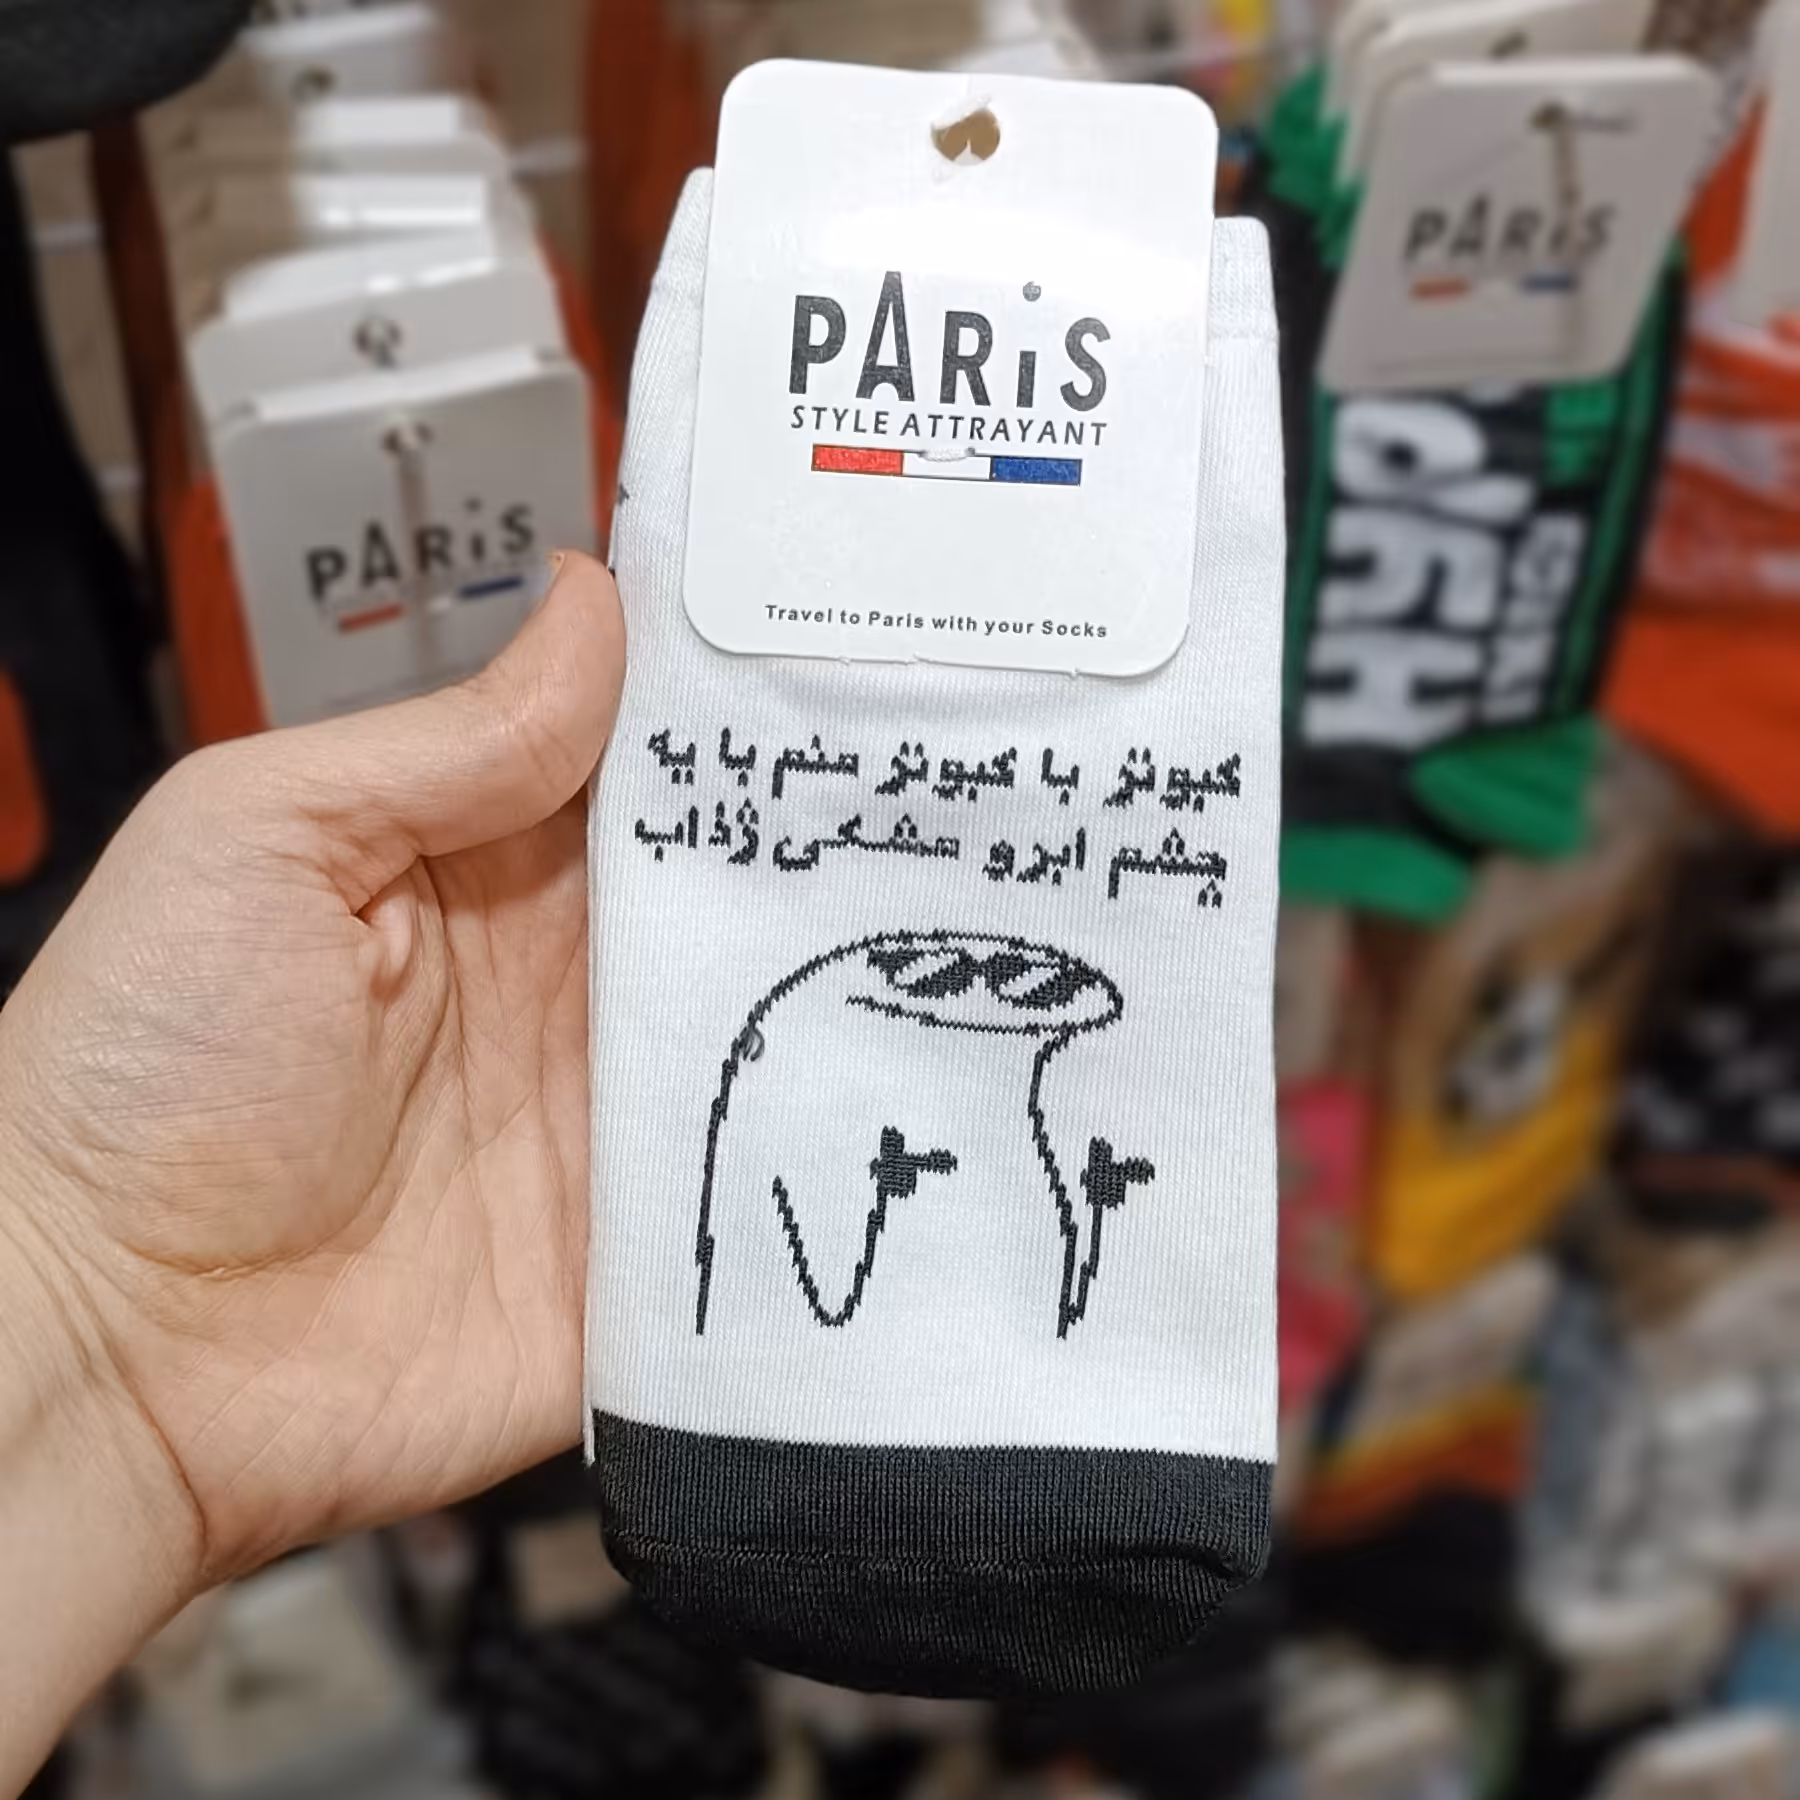 PARiS
STYLE ATTRAYANT
Travel to Paris with your Socks
کبوتر با کبوتر منم با یه
چشم ابرو مشکی ژذاب
PARiS
PARiS